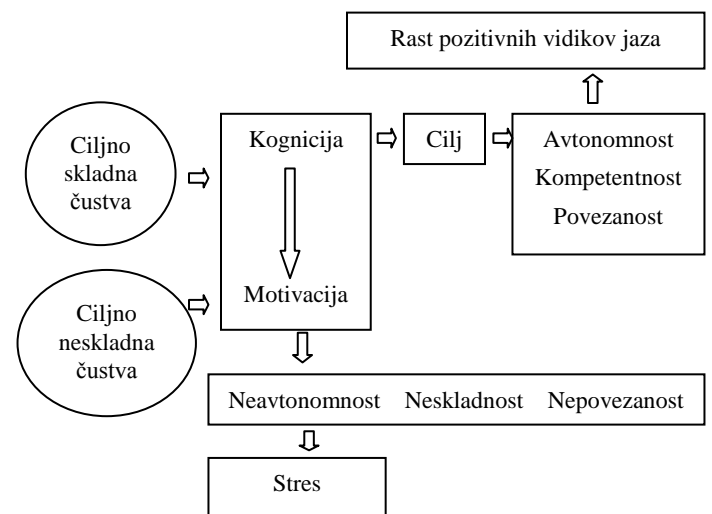 Rast pozitivnih vidikov jaza
Ciljno
skladna
čustva
Kognicija
Motivacija
Cilj
Avtonomnost
Kompetentnost
Povezanost
Ciljno
neskladna
čustva
Neavtonomnost Neskladnost Nepovezanost
Stres